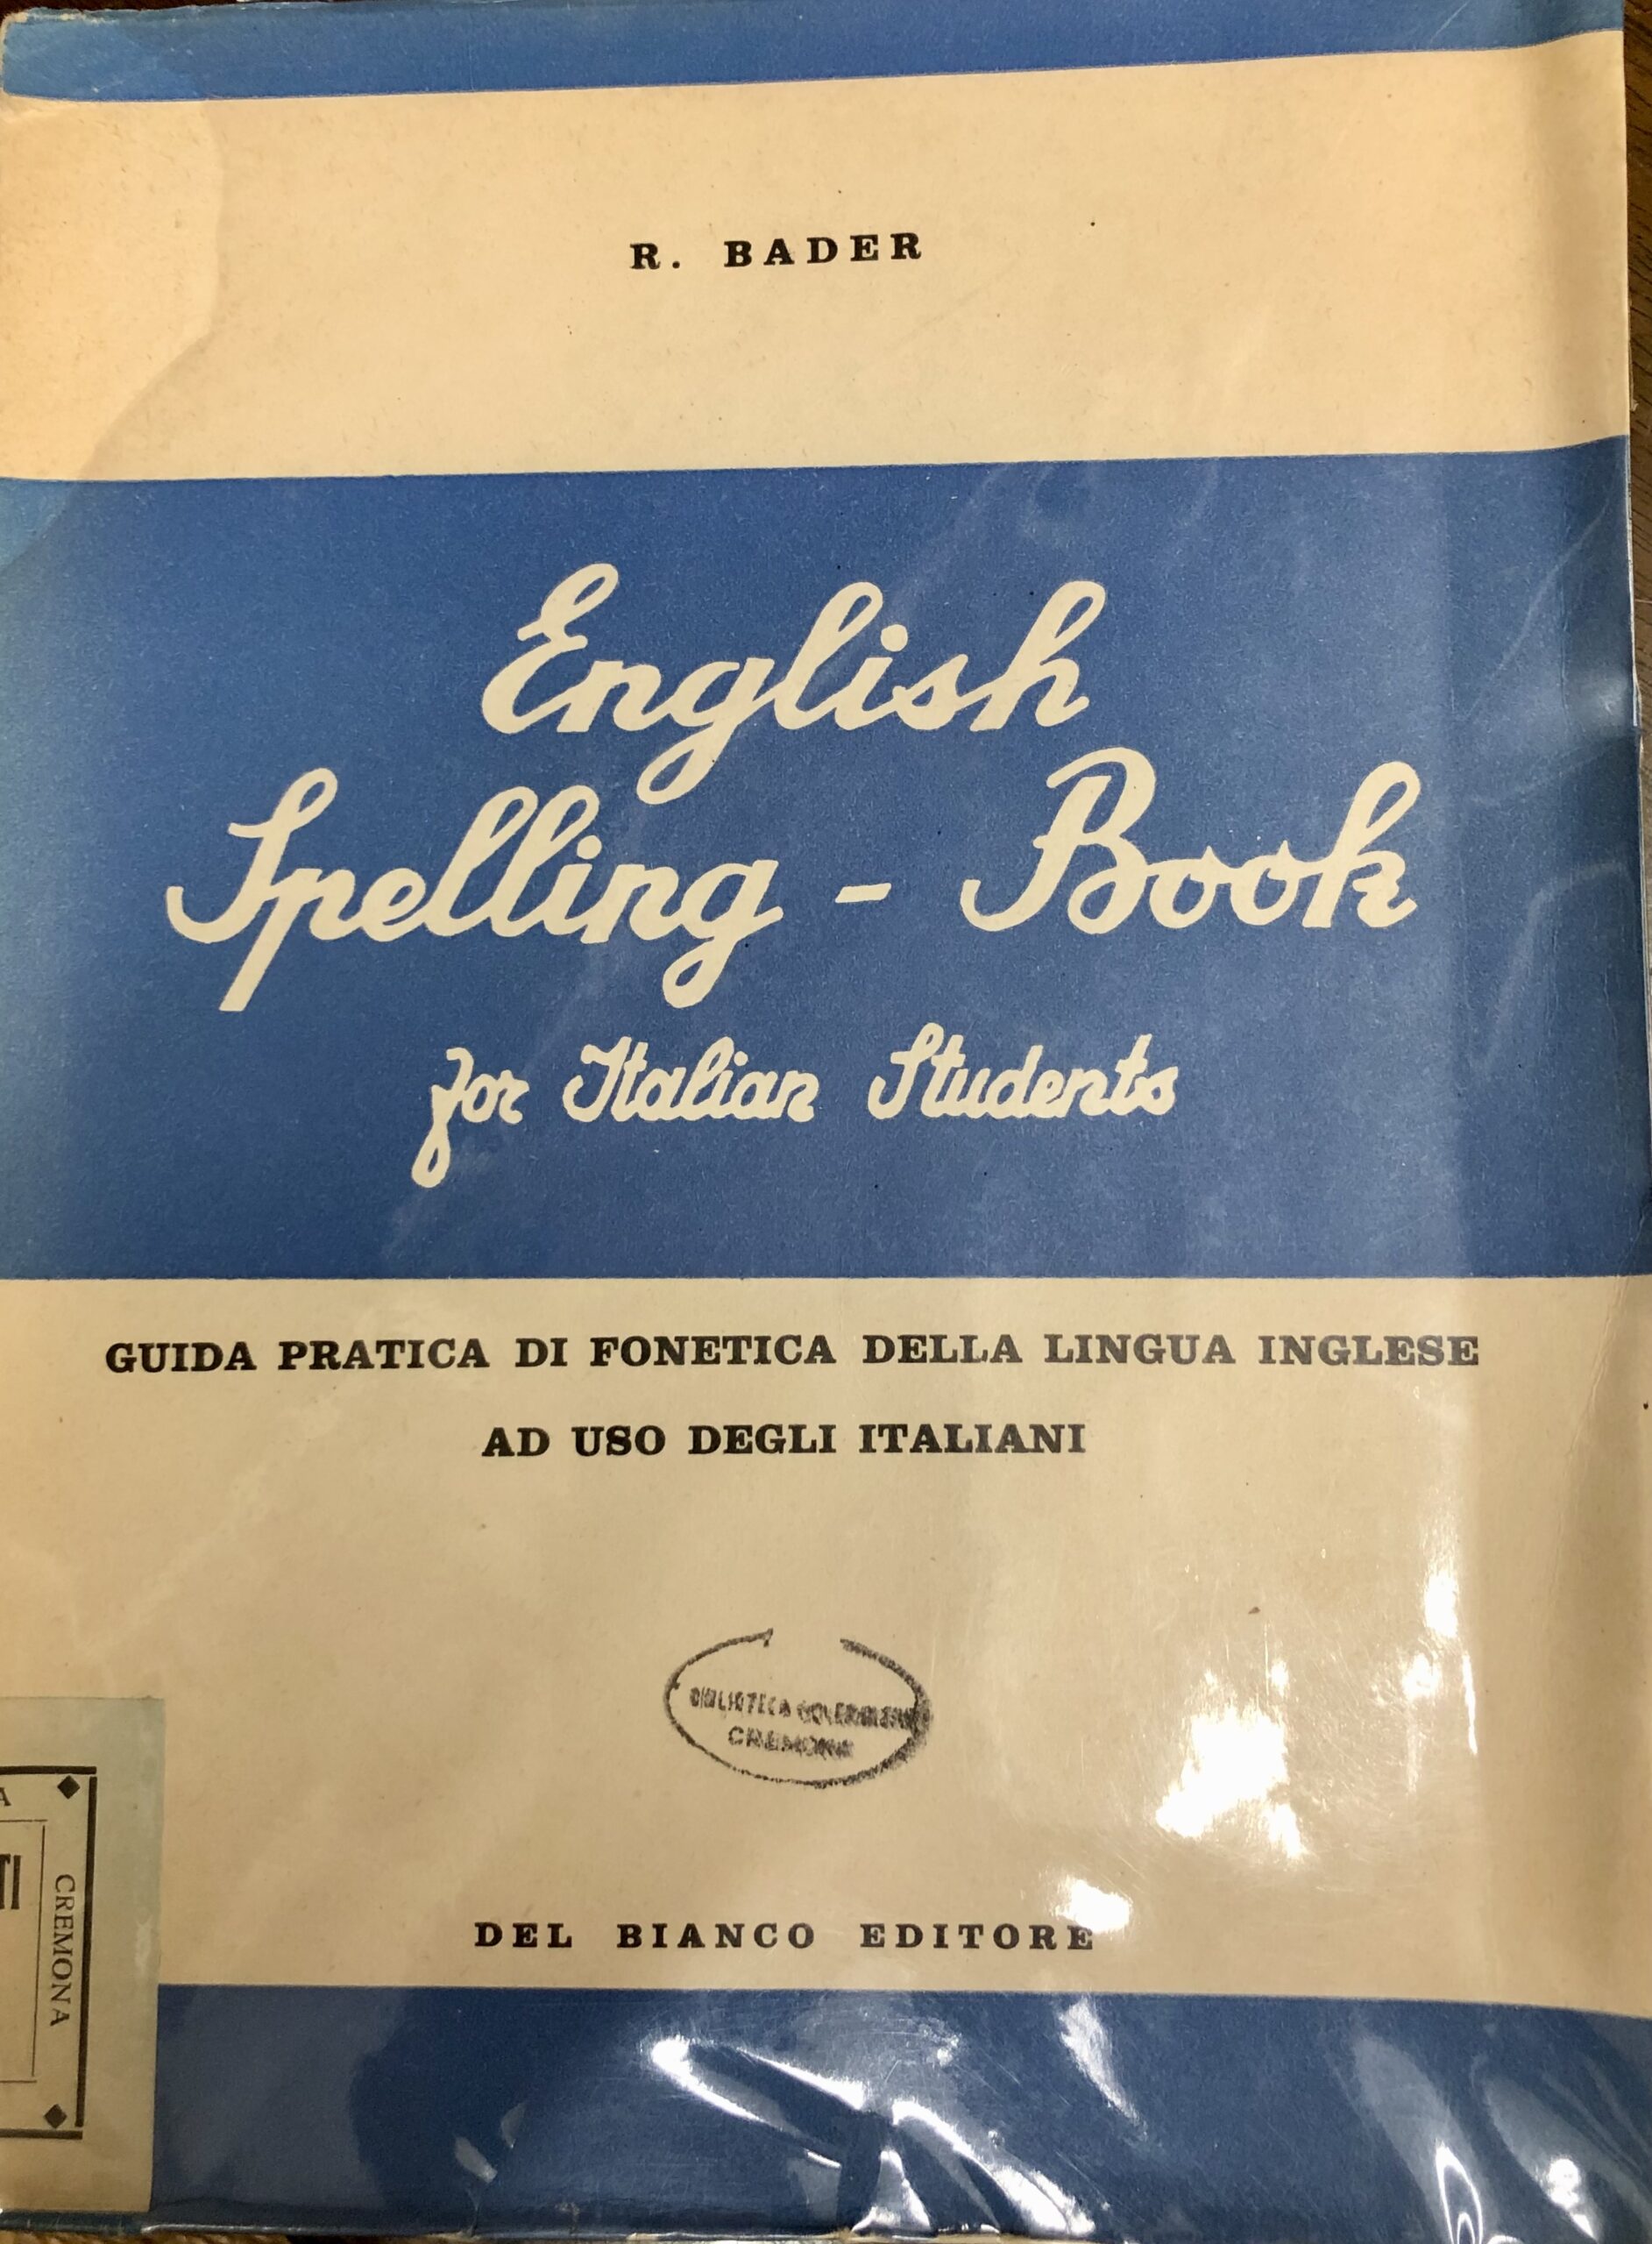 R. BADER
English
Spelling - Book
for Italian Students
GUIDA PRATICA DI FONETICA DELLA LINGUA INGLESE
AD USO DEGLI ITALIANI
BIBLIOTECA
CREMONA
DEL BIANCO EDITORE
CREMONA